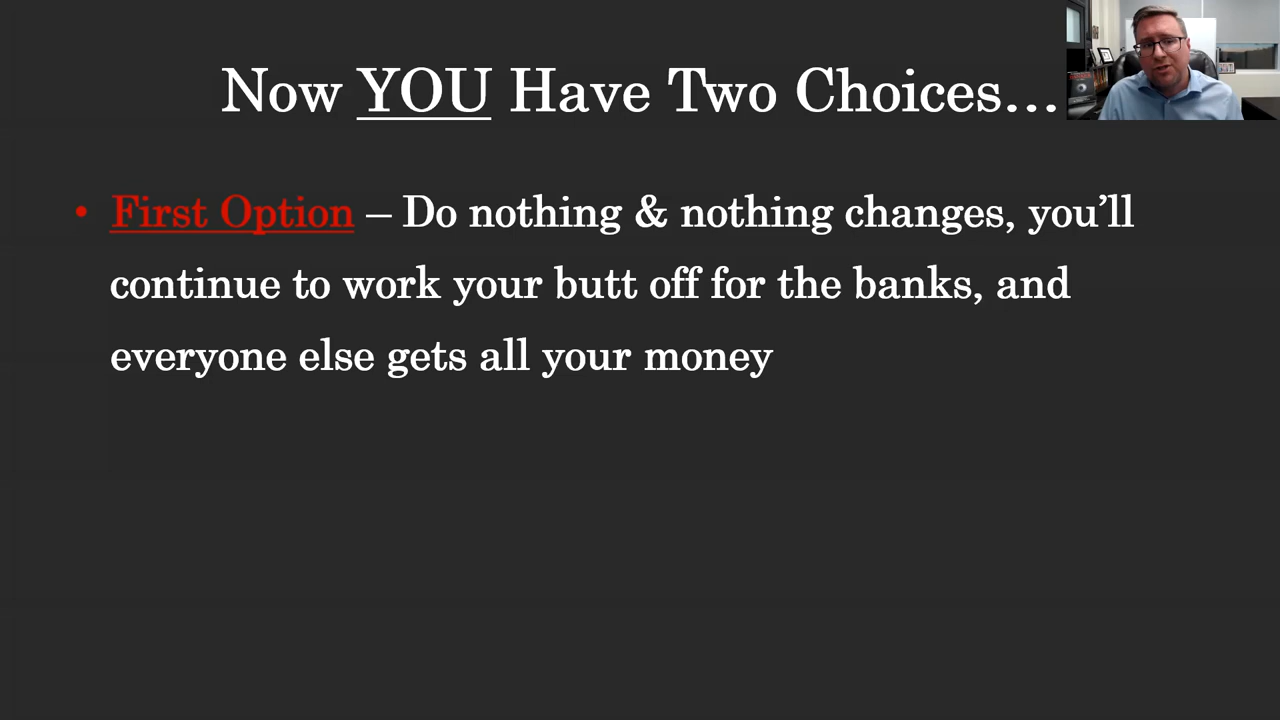 Now YOU Have Two Choices...
• First Option – Do nothing & nothing changes, you’ll
continue to work your butt off for the banks, and
everyone else gets all your money